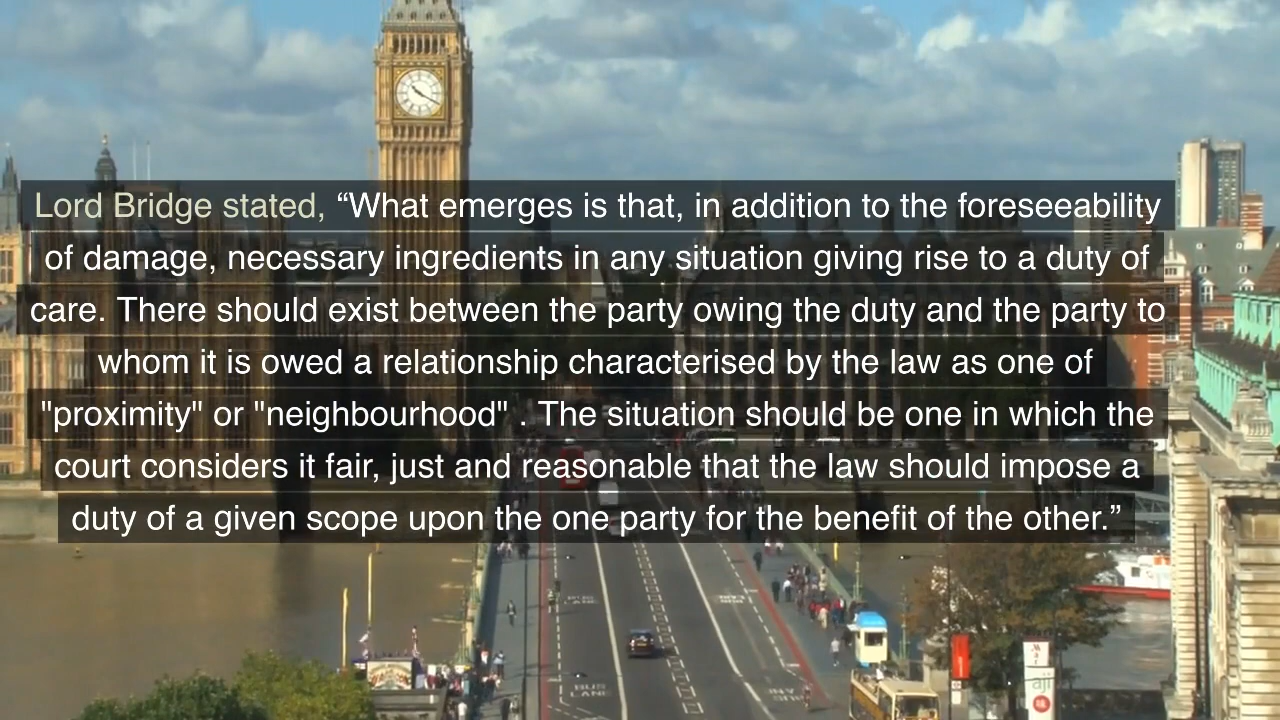 Lord Bridge stated, “What emerges is that, in addition to the foreseeability
of damage, necessary ingredients in any situation giving rise to a duty of
care. There should exist between the party owing the duty and the party to
whom it is owed a relationship characterised by the law as one of
"proximity" or "neighbourhood" . The situation should be one in which the
court considers it fair, just and reasonable that the law should impose a
duty of a given scope upon the one party for the benefit of the other.”
BUS
LANE
aji
味